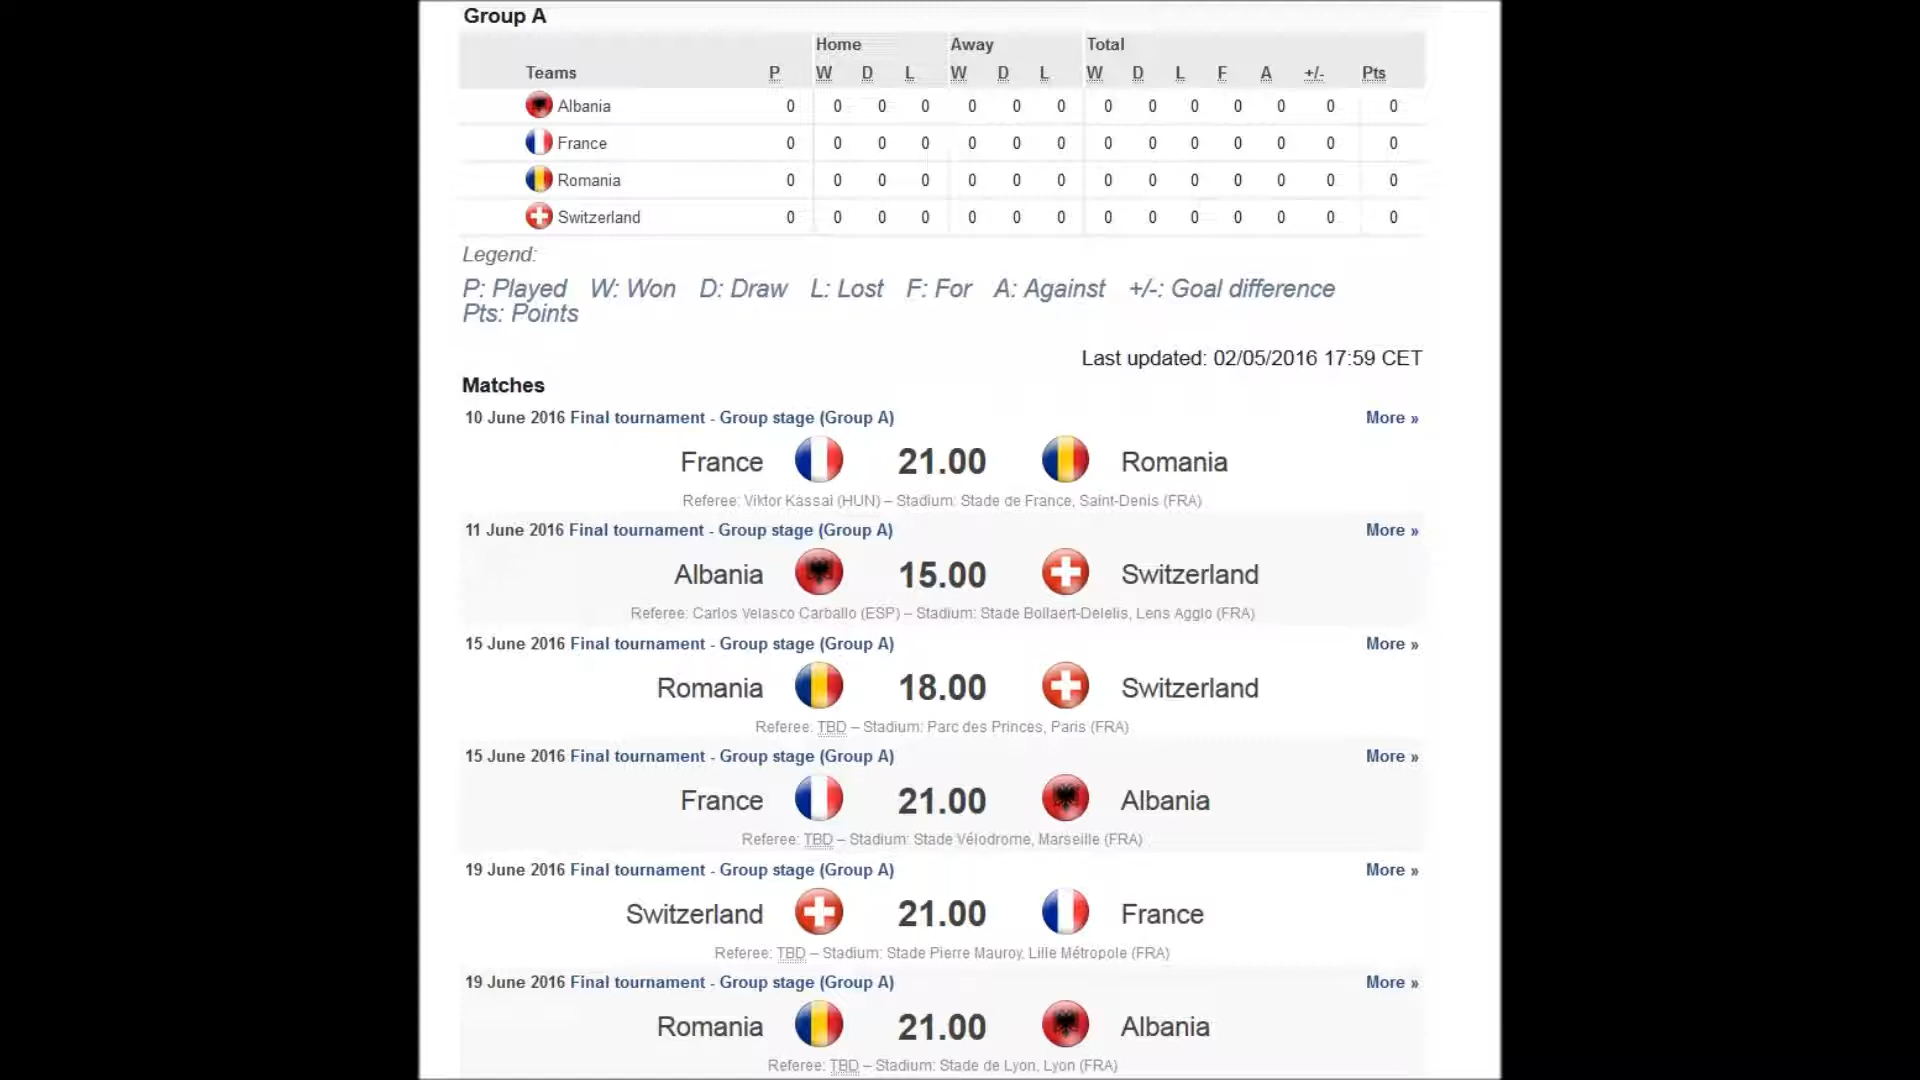 Group A
Home Away Total
Teams P W D L W D L W D L F A +/- Pts
Albania 0 0 0 0 0 0 0 0 0 0 0 0 0 0
France 0 0 0 0 0 0 0 0 0 0 0 0 0 0
Romania 0 0 0 0 0 0 0 0 0 0 0 0 0 0
Switzerland 0 0 0 0 0 0 0 0 0 0 0 0 0 0
Legend:
P: Played W: Won D: Draw L: Lost F: For A: Against +/-: Goal difference
Pts: Points
Last updated: 02/05/2016 17:59 CET
Matches
10 June 2016 Final tournament - Group stage (Group A) More »
France 21.00 Romania
Referee: Viktor Kassai (HUN) – Stadium: Stade de France, Saint-Denis (FRA)
11 June 2016 Final tournament - Group stage (Group A) More »
Albania 15.00 Switzerland
Referee: Carlos Velasco Carballo (ESP) – Stadium: Stade Bollaert-Delelis, Lens Agglo (FRA)
15 June 2016 Final tournament - Group stage (Group A) More »
Romania 18.00 Switzerland
Referee: TBD – Stadium: Parc des Princes, Paris (FRA)
15 June 2016 Final tournament - Group stage (Group A) More »
France 21.00 Albania
Referee: TBD – Stadium: Stade Vélodrome, Marseille (FRA)
19 June 2016 Final tournament - Group stage (Group A) More »
Switzerland 21.00 France
Referee: TBD – Stadium: Stade Pierre Mauroy, Lille Métropole (FRA)
19 June 2016 Final tournament - Group stage (Group A) More »
Romania 21.00 Albania
Referee: TBD – Stadium: Stade de Lyon, Lyon (FRA)